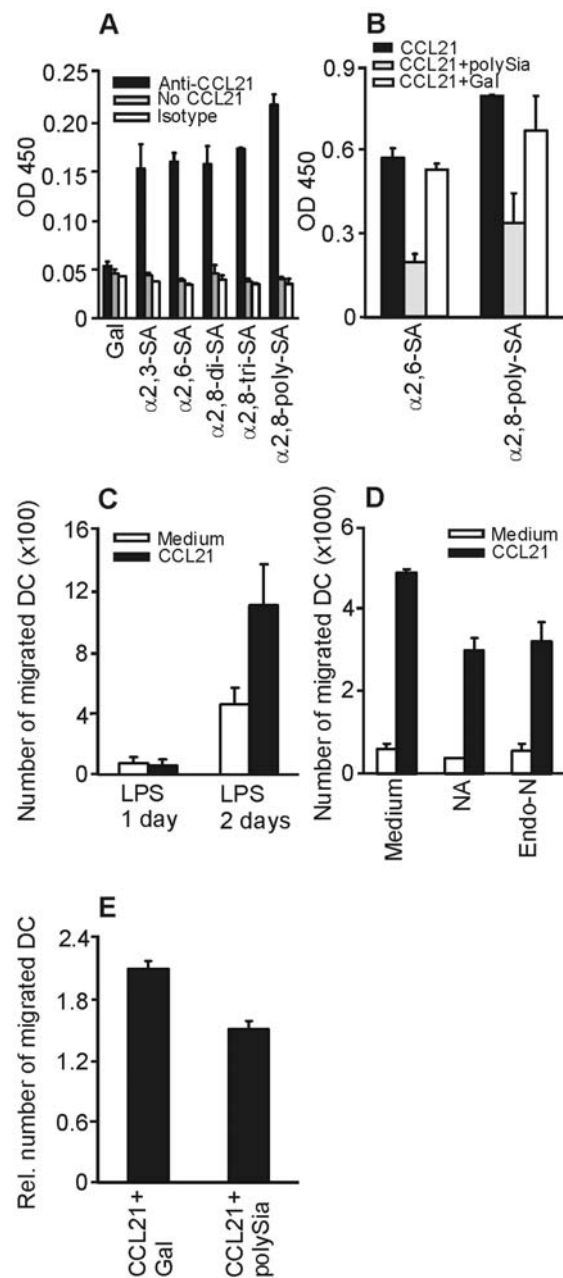 A
Anti-CCL21
No CCL21
Isotype
OD 450
0.25
0.20
0.15
0.10
0.05
0
Gal
α2,3-SA
α2,6-SA
α2,8-di-SA
α2,8-tri-SA
α2,8-poly-SA
B
CCL21
CCL21+polySia
CCL21+Gal
OD 450
0.9
0.6
0.3
0
α2,6-SA
α2,8-poly-SA
C
Medium
CCL21
Number of migrated DC (x100)
16
12
8
4
0
LPS
1 day
LPS
2 days
D
Medium
CCL21
Number of migrated DC (x1000)
6
4
2
0
Medium
NA
Endo-N
E
Rel. number of migrated DC
2.4
1.8
1.2
0.6
0
CCL21+
Gal
CCL21+
polySia